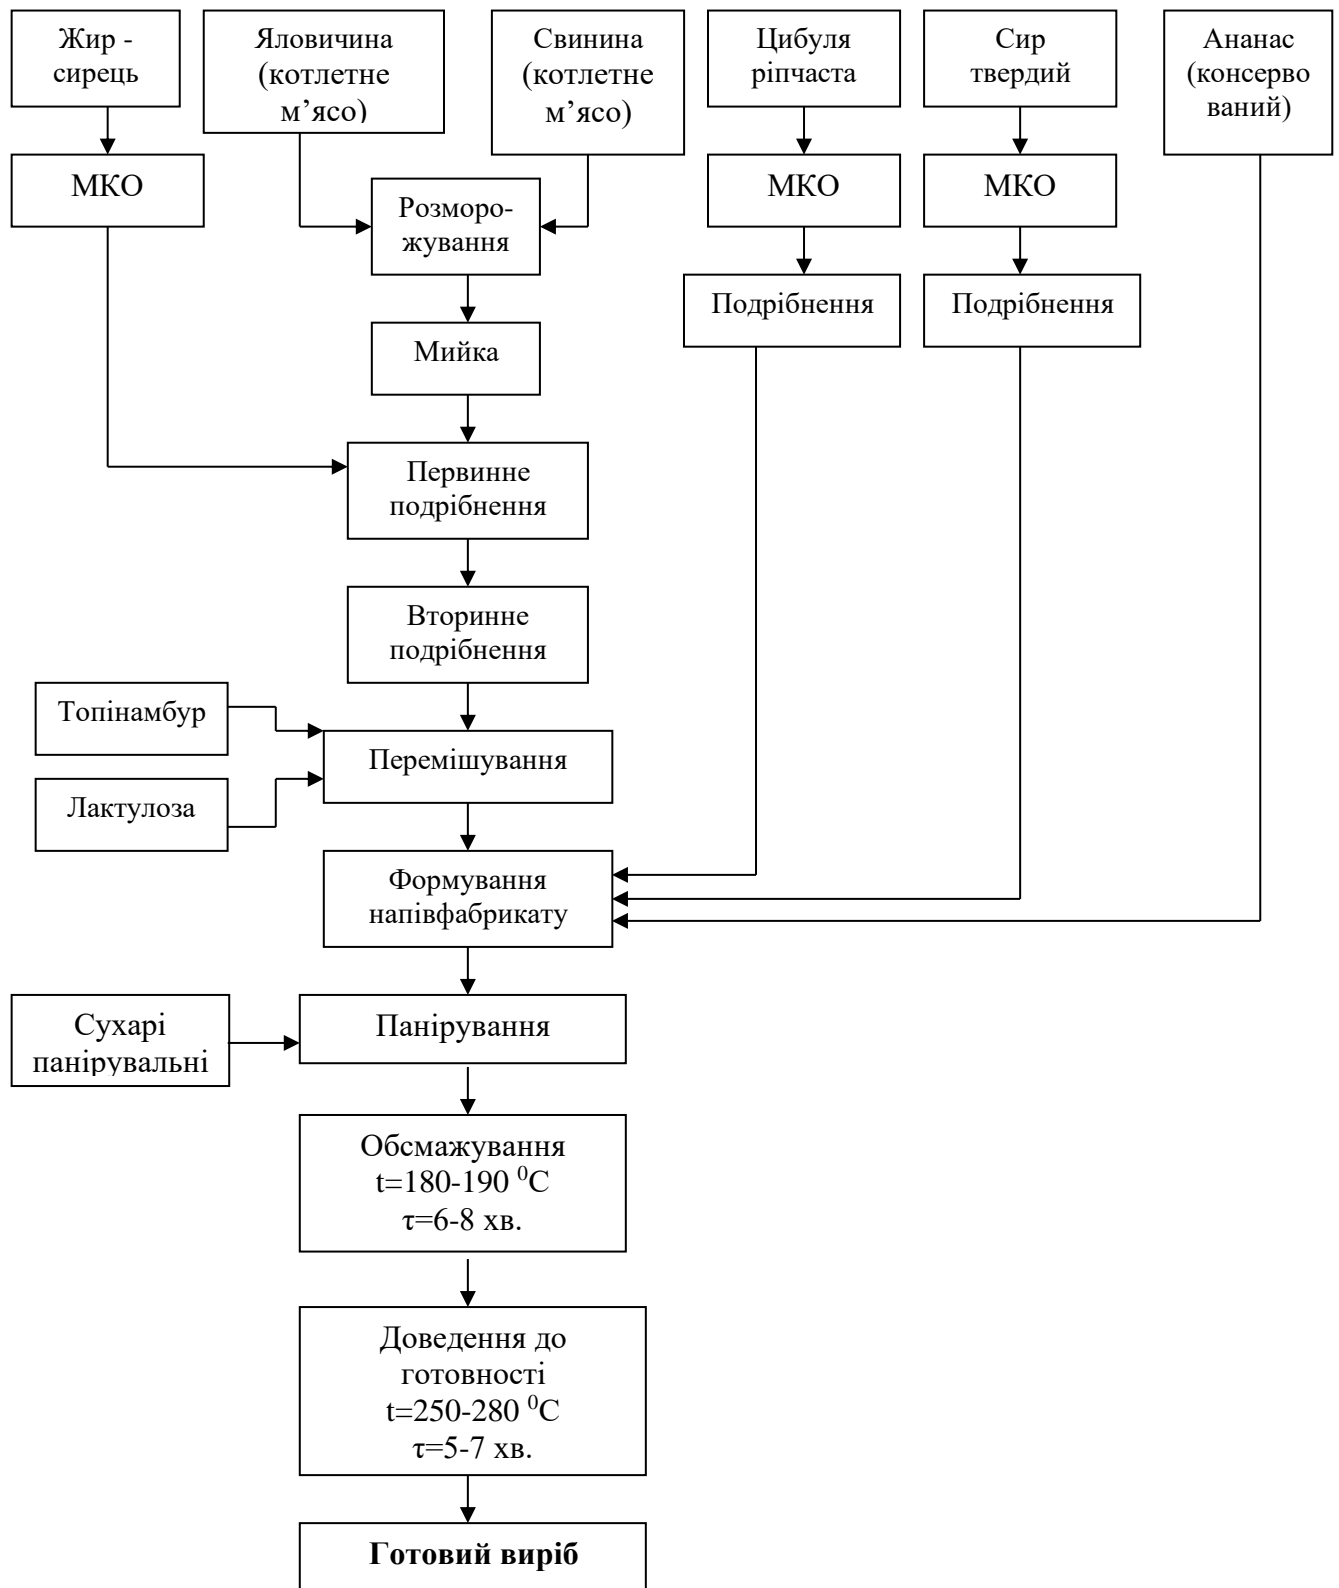 Жир -
сирець
Яловичина
(котлетне
м’ясо)
Свинина
(котлетне
м’ясо)
Цибуля
ріпчаста
Сир
твердий
Ананас
(консерво
ваний)
МКО
МКО
МКО
Розморо-
жування
Подрібнення
Подрібнення
Мийка
Первинне
подрібнення
Вторинне
подрібнення
Топінамбур
Перемішування
Лактулоза
Формування
напівфабрикату
Сухарі
панірувальні
Панірування
Обсмажування
t=180-190 ⁰С
τ=6-8 хв.
Доведення до
готовності
t=250-280 ⁰С
τ=5-7 хв.
Готовий виріб